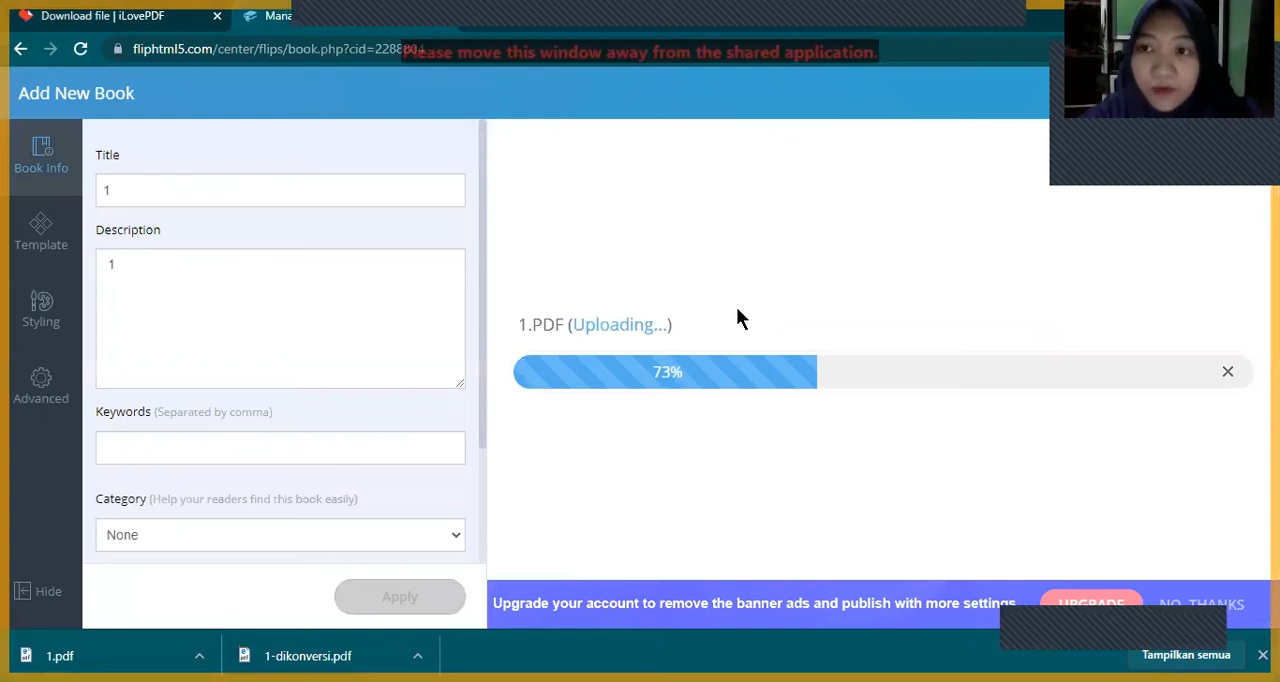 Download file | iLovePDF
Mana
fliphtml5.com/center/flips/book.php?cid=2288
Please move this window away from the shared application.
Add New Book
Book Info
Template
Styling
Advanced
Hide
Title
1
Description
1
Keywords (Separated by comma)
Category (Help your readers find this book easily)
None
Apply
1.PDF (Uploading...)
73%
Upgrade your account to remove the banner ads and publish with more settings
UPGRADE
NO, THANKS
1.pdf
1-dikonversi.pdf
Tampilkan semua